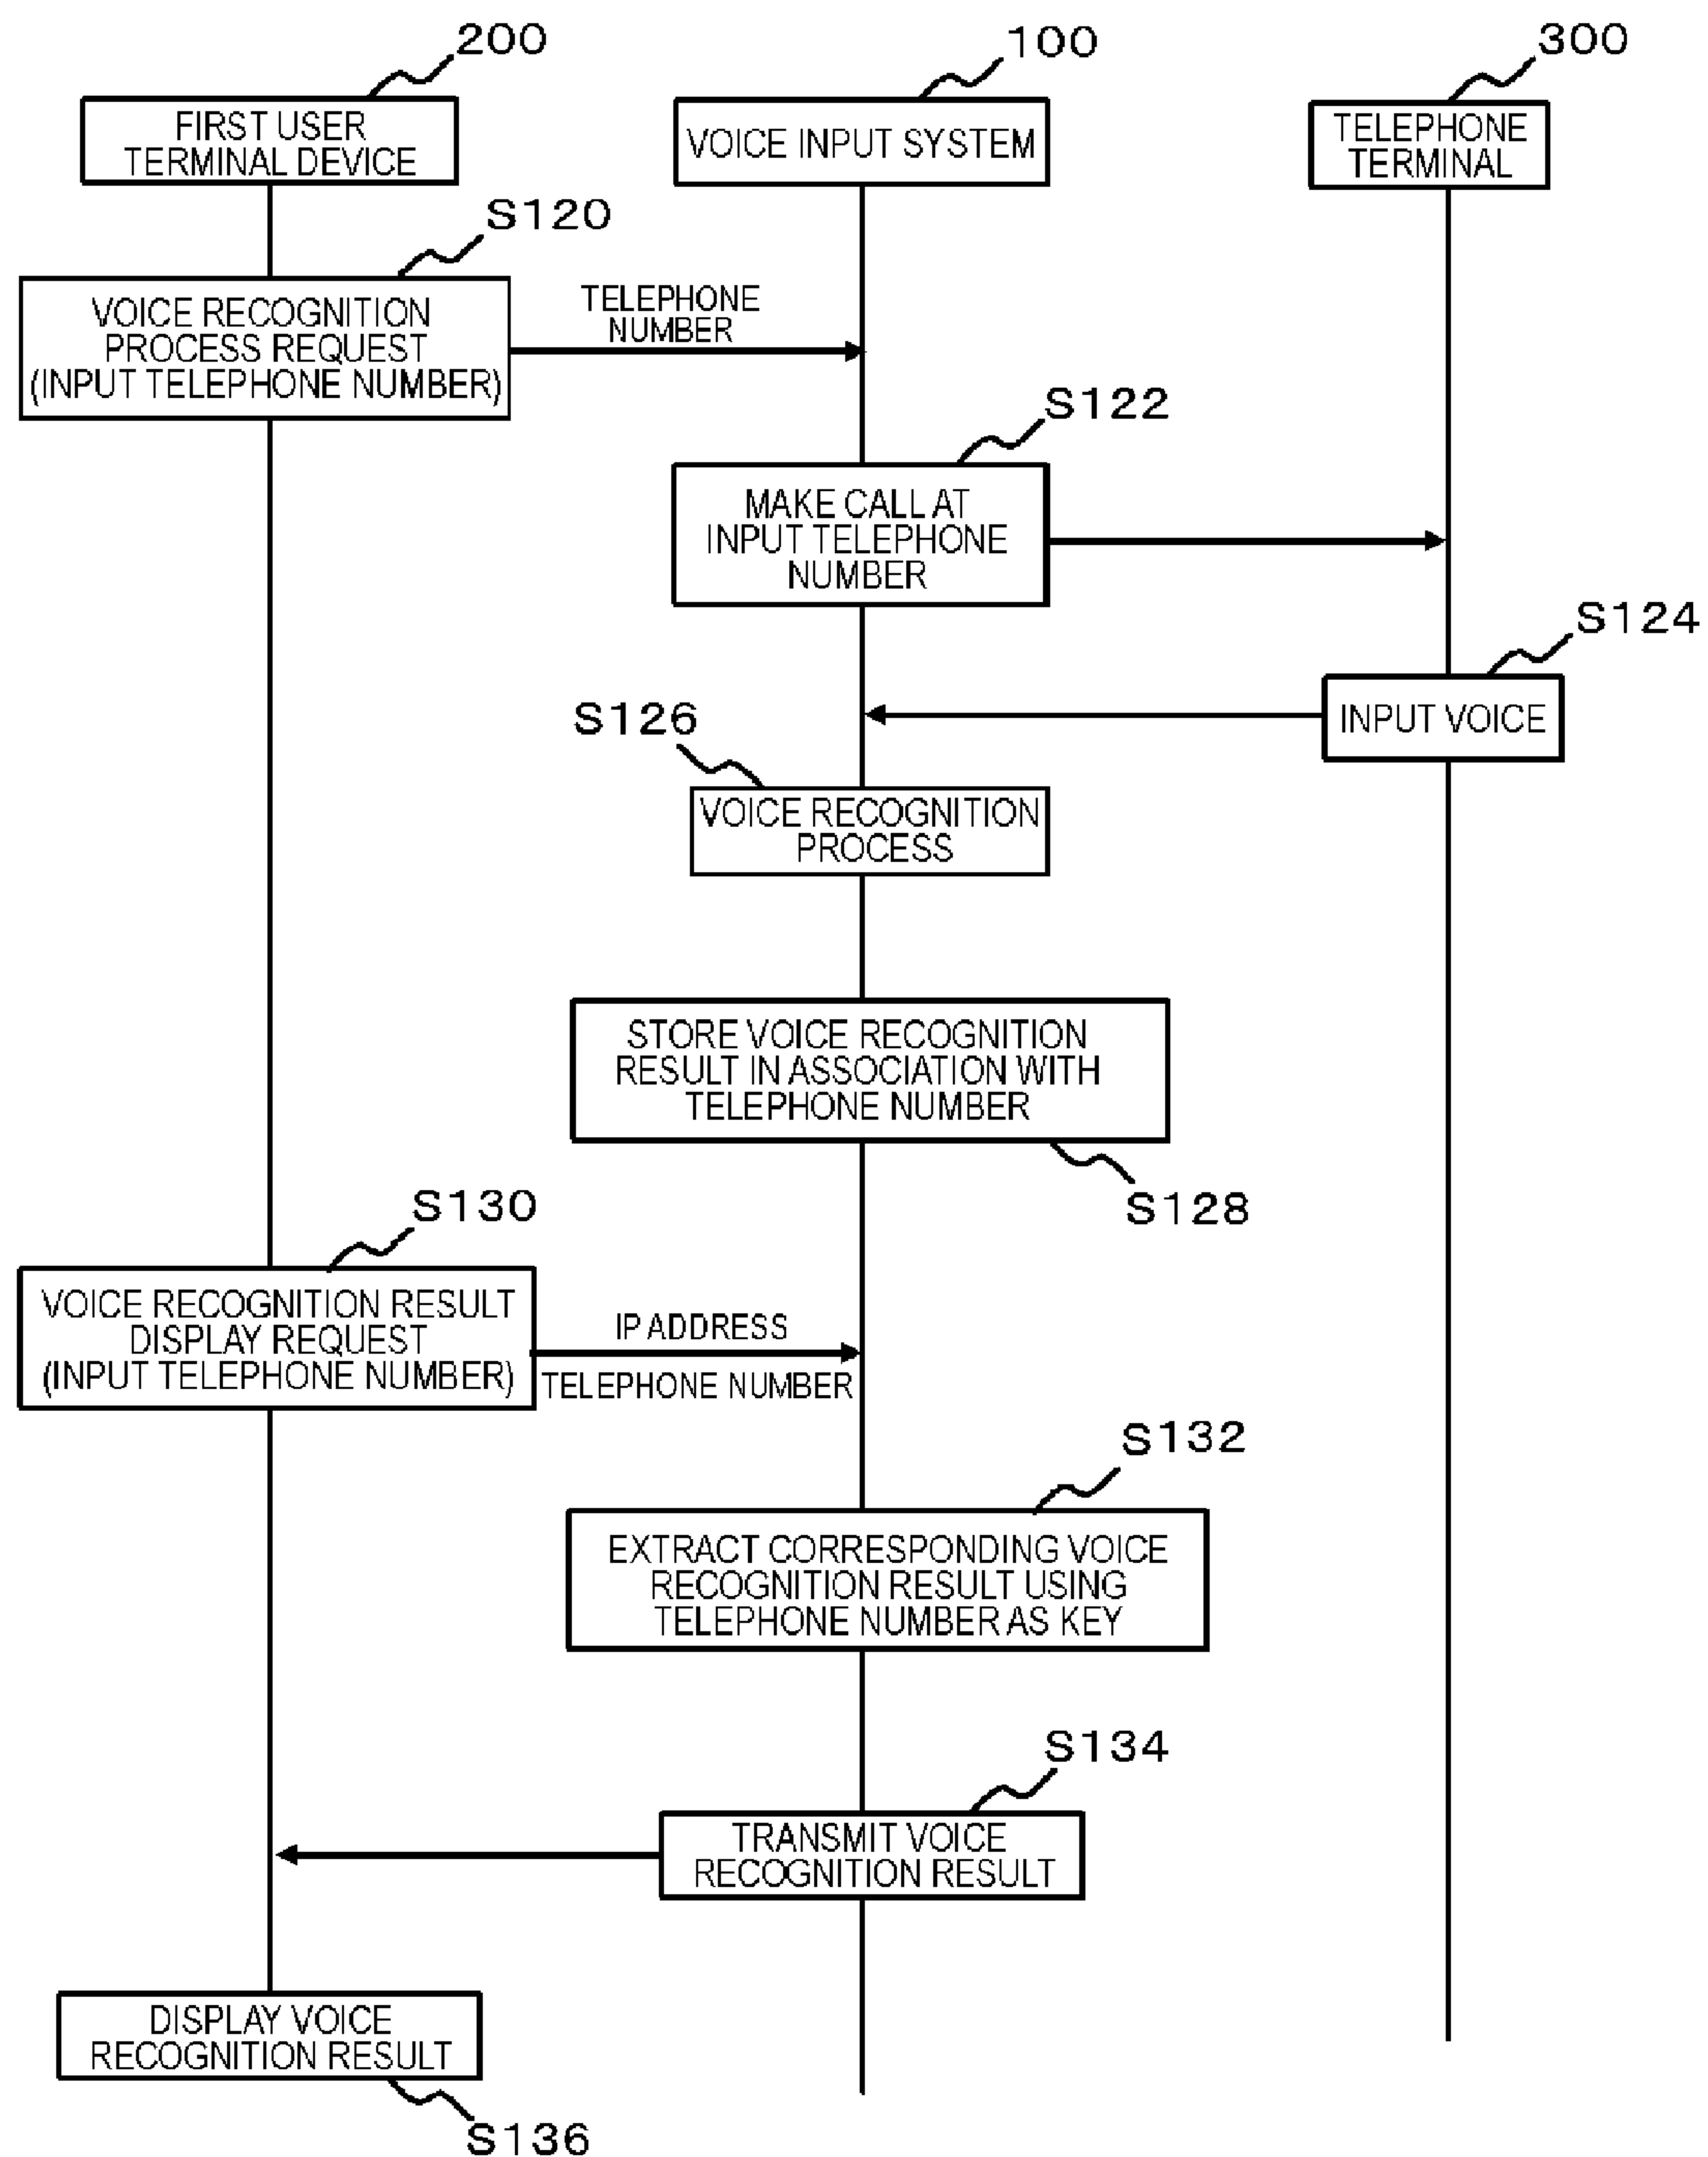 200
100
300
FIRST USER
TERMINAL DEVICE
VOICE INPUT SYSTEM
TELEPHONE
TERMINAL
S120
VOICE RECOGNITION
PROCESS REQUEST
(INPUT TELEPHONE NUMBER)
TELEPHONE
NUMBER
S122
MAKE CALL AT
INPUT TELEPHONE
NUMBER
S124
INPUT VOICE
S126
VOICE RECOGNITION
PROCESS
STORE VOICE RECOGNITION
RESULT IN ASSOCIATION WITH
TELEPHONE NUMBER
S128
S130
VOICE RECOGNITION RESULT
DISPLAY REQUEST
(INPUT TELEPHONE NUMBER)
IP ADDRESS
TELEPHONE NUMBER
S132
EXTRACT CORRESPONDING VOICE
RECOGNITION RESULT USING
TELEPHONE NUMBER AS KEY
S134
TRANSMIT VOICE
RECOGNITION RESULT
DISPLAY VOICE
RECOGNITION RESULT
S136